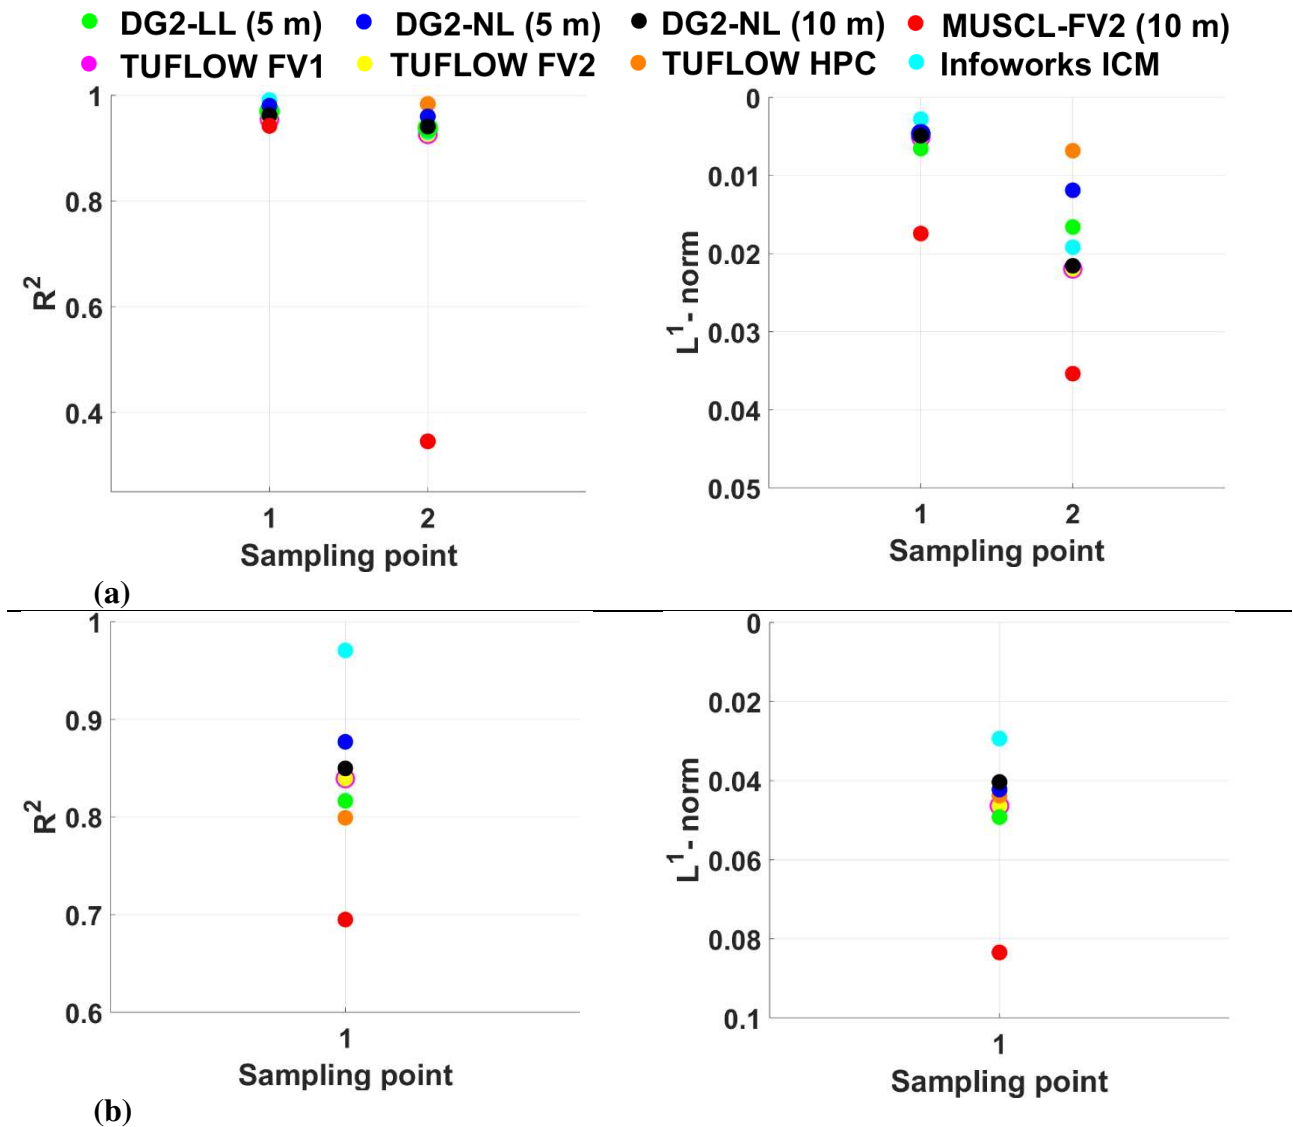 DG2-LL (5 m) DG2-NL (5 m) DG2-NL (10 m) MUSCL-FV2 (10 m)
TUFLOW FV1 TUFLOW FV2 TUFLOW HPC Infoworks ICM
1
0.8
0.6
0.4
R²
1 2
Sampling point
0
0.01
0.02
0.03
0.04
0.05
L¹ - norm
1 2
Sampling point
(a)
1
0.9
0.8
0.7
0.6
R²
1
Sampling point
0
0.02
0.04
0.06
0.08
0.1
L¹ - norm
1
Sampling point
(b)